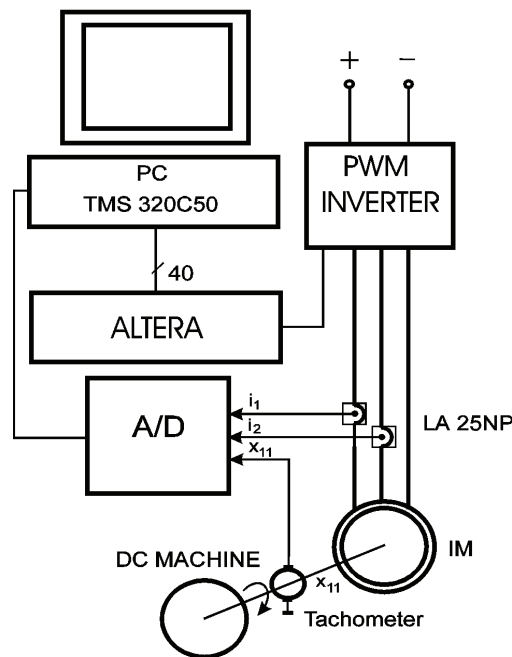 + −
PC
TMS 320C50
PWM
INVERTER
40
ALTERA
A/D
i1
i2
x11
LA 25NP
IM
DC MACHINE
x11
Tachometer